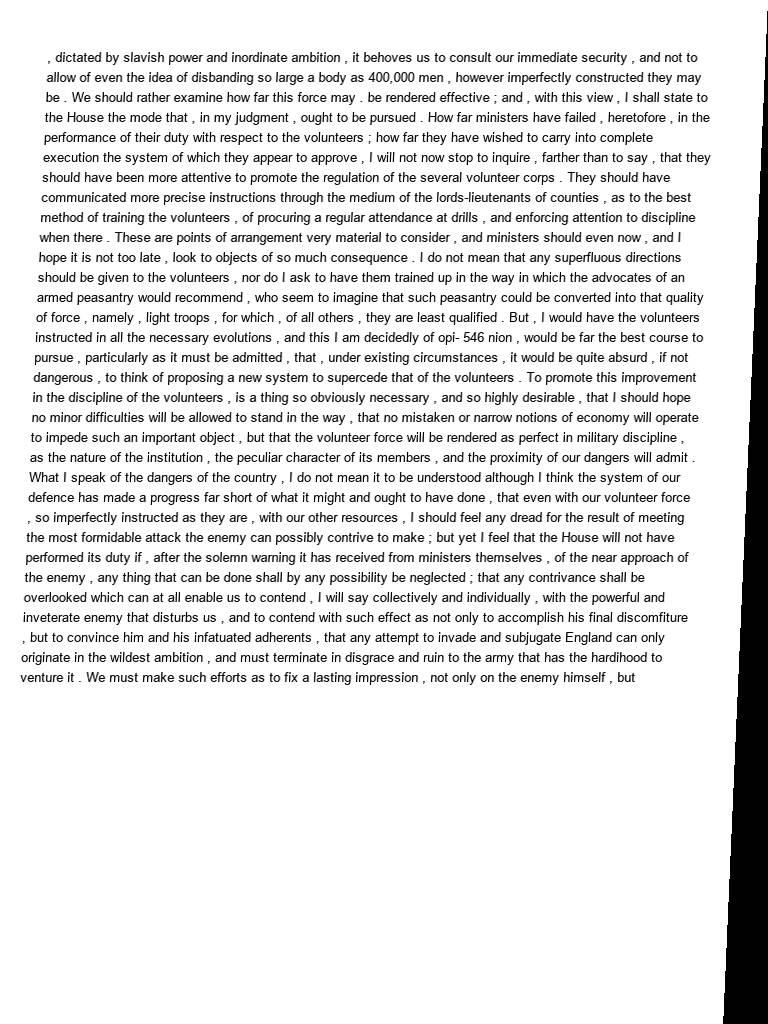 , dictated by slavish power and inordinate ambition , it behoves us to consult our immediate security , and not to
allow of even the idea of disbanding so large a body as 400,000 men , however imperfectly constructed they may
be . We should rather examine how far this force may . be rendered effective ; and , with this view , I shall state to
the House the mode that , in my judgment , ought to be pursued . How far ministers have failed , heretofore , in the
performance of their duty with respect to the volunteers ; how far they have wished to carry into complete
execution the system of which they appear to approve , I will not now stop to inquire , farther than to say , that they
should have been more attentive to promote the regulation of the several volunteer corps . They should have
communicated more precise instructions through the medium of the lords-lieutenants of counties , as to the best
method of training the volunteers , of procuring a regular attendance at drills , and enforcing attention to discipline
when there . These are points of arrangement very material to consider , and ministers should even now , and I
hope it is not too late , look to objects of so much consequence . I do not mean that any superfluous directions
should be given to the volunteers , nor do I ask to have them trained up in the way in which the advocates of an
armed peasantry would recommend , who seem to imagine that such peasantry could be converted into that quality
of force , namely , light troops , for which , of all others , they are least qualified . But , I would have the volunteers
instructed in all the necessary evolutions , and this I am decidedly of opi- 546 nion , would be far the best course to
pursue , particularly as it must be admitted , that , under existing circumstances , it would be quite absurd , if not
dangerous , to think of proposing a new system to supercede that of the volunteers . To promote this improvement
in the discipline of the volunteers , is a thing so obviously necessary , and so highly desirable , that I should hope
no minor difficulties will be allowed to stand in the way , that no mistaken or narrow notions of economy will operate
to impede such an important object , but that the volunteer force will be rendered as perfect in military discipline ,
as the nature of the institution , the peculiar character of its members , and the proximity of our dangers will admit .
What I speak of the dangers of the country , I do not mean it to be understood although I think the system of our
defence has made a progress far short of what it might and ought to have done , that even with our volunteer force
, so imperfectly instructed as they are , with our other resources , I should feel any dread for the result of meeting
the most formidable attack the enemy can possibly contrive to make ; but yet I feel that the House will not have
performed its duty if , after the solemn warning it has received from ministers themselves , of the near approach of
the enemy , any thing that can be done shall by any possibility be neglected ; that any contrivance shall be
overlooked which can at all enable us to contend , I will say collectively and individually , with the powerful and
inveterate enemy that disturbs us , and to contend with such effect as not only to accomplish his final discomfiture
, but to convince him and his infatuated adherents , that any attempt to invade and subjugate England can only
originate in the wildest ambition , and must terminate in disgrace and ruin to the army that has the hardihood to
venture it . We must make such efforts as to fix a lasting impression , not only on the enemy himself , but